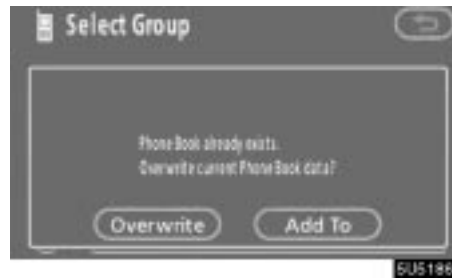 Select Group
Phone Book already exists.
Overwrite current Phone Book data?
Overwrite Add To
5U5186